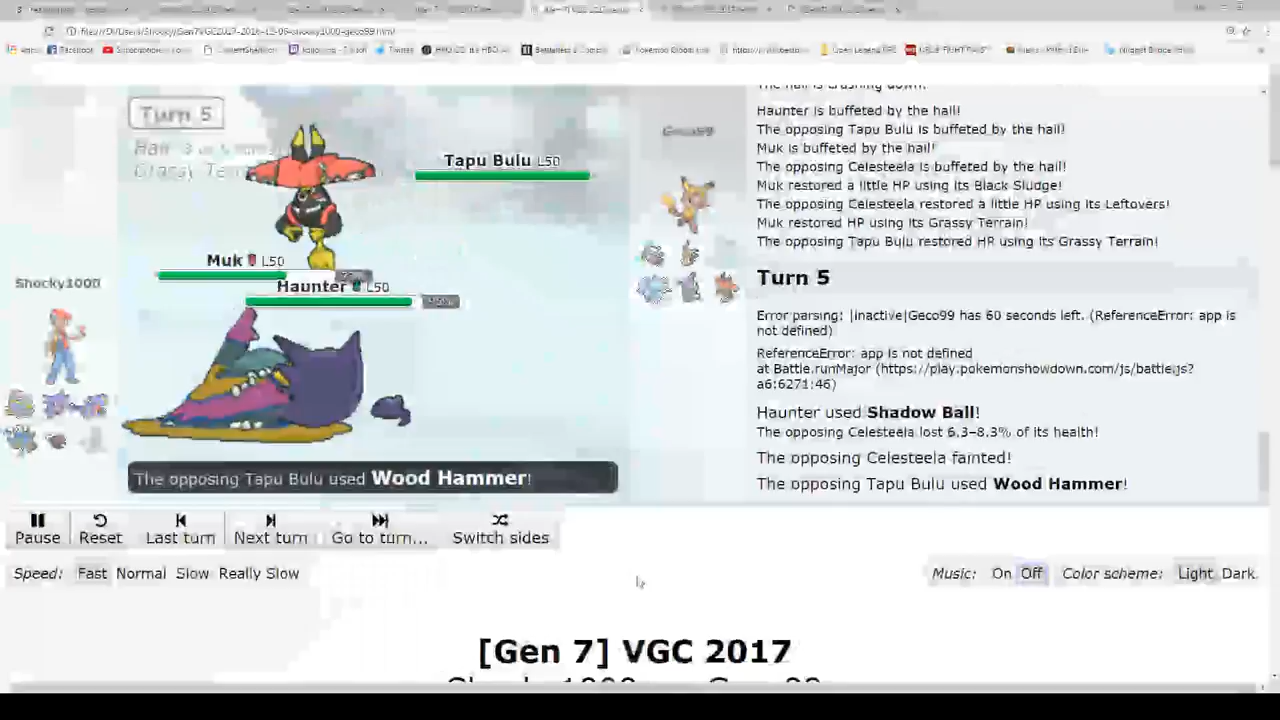 Facebook
Twitter
Turn 5
Tapu Bulu L50
Muk L50
Haunter L50
Shocky1000
Geco99
The hail is crashing down!
Haunter is buffeted by the hail!
The opposing Tapu Bulu is buffeted by the hail!
Muk is buffeted by the hail!
The opposing Celesteela is buffeted by the hail!
Muk restored a little HP using its Black Sludge!
The opposing Celesteela restored a little HP using its Leftovers!
Muk restored HP using its Grassy Terrain!
The opposing Tapu Bulu restored HP using its Grassy Terrain!
Turn 5
Error parsing: |inactive|Geco99 has 60 seconds left. (ReferenceError: app is
not defined)
ReferenceError: app is not defined
at Battle.runMajor (https://play.pokemonshowdown.com/js/battle.js?
a6:6271:46)
Haunter used Shadow Ball!
The opposing Celesteela lost 6.3–8.3% of its health!
The opposing Celesteela fainted!
The opposing Tapu Bulu used Wood Hammer!
The opposing Tapu Bulu used Wood Hammer!
Pause Reset Last turn Next turn Go to turn... Switch sides
Speed: Fast Normal Slow Really Slow
Music: On Off Color scheme: Light Dark
[Gen 7] VGC 2017